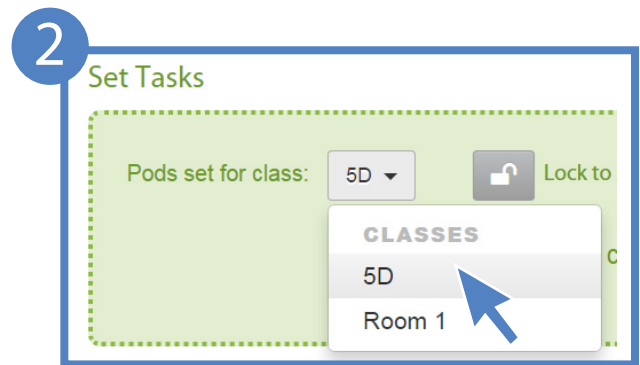 2
Set Tasks
Pods set for class: 5D Lock to
CLASSES
5D
Room 1